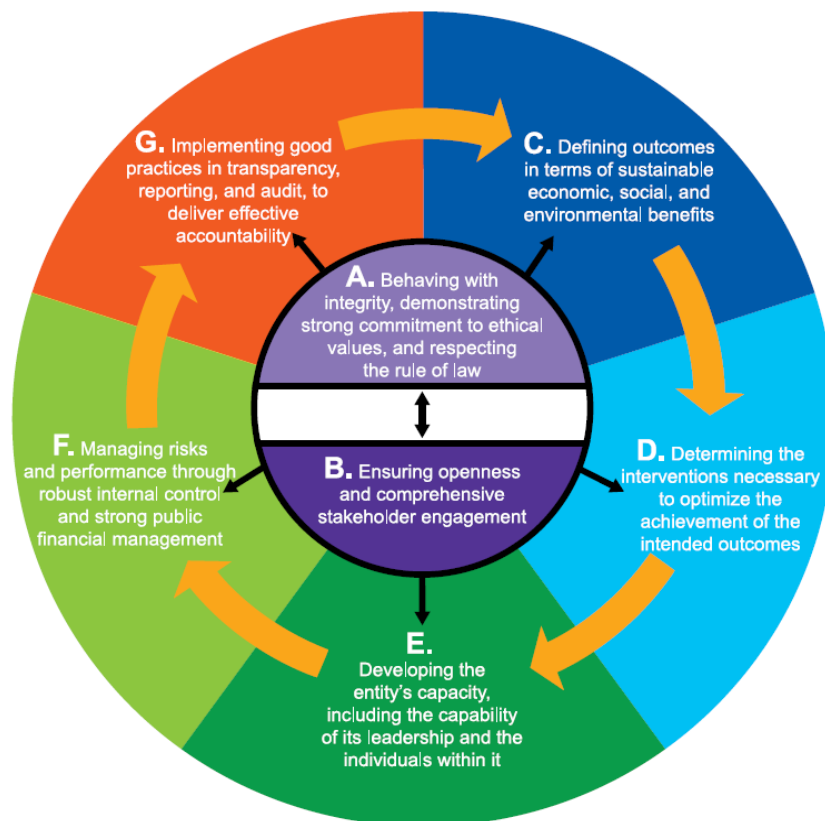 A. Behaving with
integrity, demonstrating
strong commitment to ethical
values, and respecting
the rule of law
B. Ensuring openness
and comprehensive
stakeholder engagement
C. Defining outcomes
in terms of sustainable
economic, social, and
environmental benefits
D. Determining the
interventions necessary
to optimize the
achievement of the
intended outcomes
E.
Developing the
entity's capacity,
including the capability
of its leadership and the
individuals within it
F. Managing risks
and performance through
robust internal control
and strong public
financial management
G. Implementing good
practices in transparency,
reporting, and audit, to
deliver effective
accountability